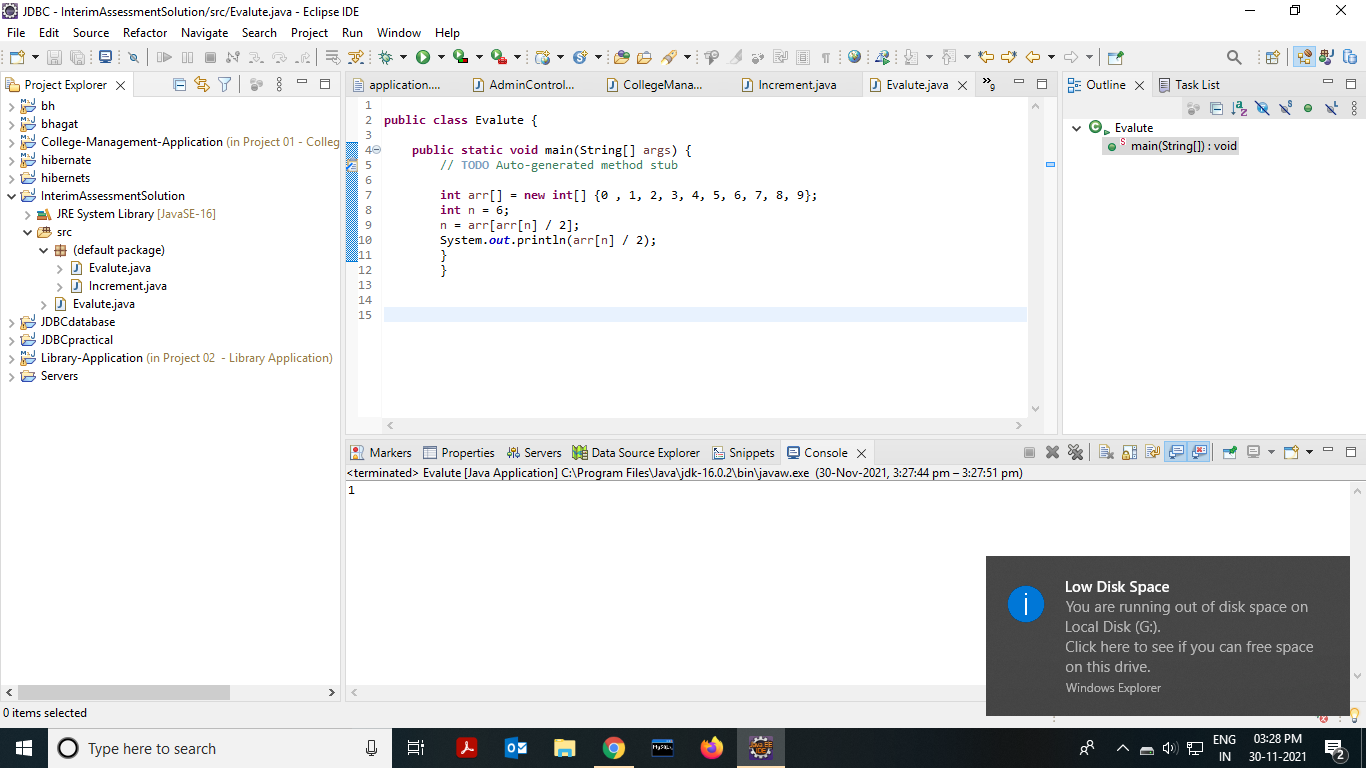 JDBC - InterimAssessmentSolution/src/Evalute.java - Eclipse IDE
File Edit Source Refactor Navigate Search Project Run Window Help
Project Explorer
bh
bhagat
College-Management-Application (in Project 01 - Colleg
hibernate
hibernets
InterimAssessmentSolution
JRE System Library [JavaSE-16]
src
(default package)
Evalute.java
Increment.java
Evalute.java
JDBCdatabase
JDBCpractical
Library-Application (in Project 02 - Library Application)
Servers
application.... AdminControl... CollegeMana... Increment.java Evalute.java »9
1
2 public class Evalute {
3
4 public static void main(String[] args) {
5 // TODO Auto-generated method stub
6
7 int arr[] = new int[] {0 , 1, 2, 3, 4, 5, 6, 7, 8, 9};
8 int n = 6;
9 n = arr[arr[n] / 2];
10 System.out.println(arr[n] / 2);
11 }
12 }
13
14
15
Outline Task List
Evalute
main(String[]) : void
Markers Properties Servers Data Source Explorer Snippets Console
<terminated> Evalute [Java Application] C:\Program Files\Java\jdk-16.0.2\bin\javaw.exe (30-Nov-2021, 3:27:44 pm – 3:27:51 pm)
1
Low Disk Space
You are running out of disk space on
Local Disk (G:).
Click here to see if you can free space
on this drive.
Windows Explorer
0 items selected
Type here to search
ENG
IN
03:28 PM
30-11-2021
2